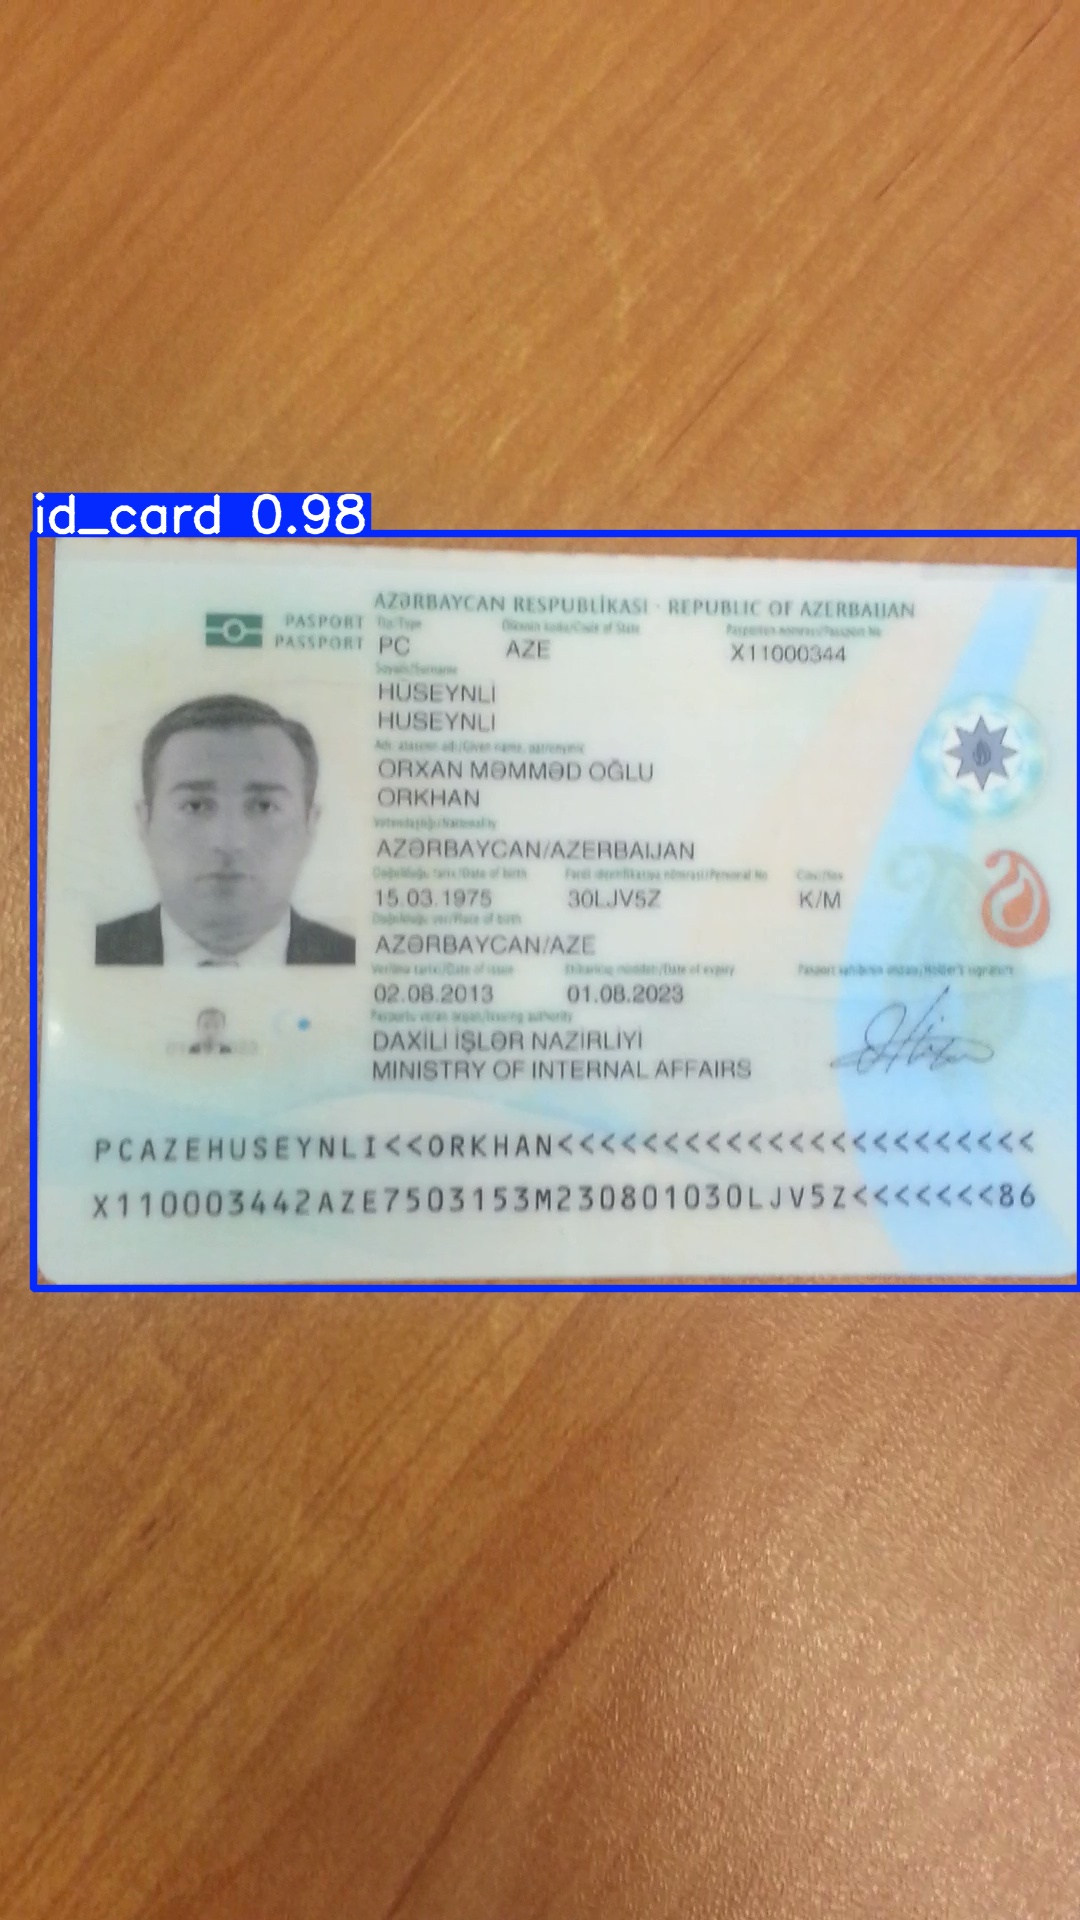 id_card 0.98
AZƏRBAYCAN RESPUBLİKASI · REPUBLIC OF AZERBAIJAN
PASPORT
PASSPORT
Tip/Type
Ölkənin kodu/Code of State
Pasportun nömrəsi/Passport No
PC
AZE
X11000344
Soyadı/Surname
HÜSEYNLİ
HUSEYNLI
Adı, atasının adı/Given name, patronymic
ORXAN MƏMMƏD OĞLU
ORKHAN
Vətəndaşlığı/Nationality
AZƏRBAYCAN/AZERBAIJAN
Doğulduğu tarix/Date of birth
Fərdi identifikasiya nömrəsi/Personal No
Cins/Sex
15.03.1975
30LJV5Z
K/M
Doğulduğu yer/Place of birth
AZƏRBAYCAN/AZE
Verilmə tarixi/Date of issue
Etibarlıq müddəti/Date of expiry
Pasport sahibinin imzası/Holder's signature
02.08.2013
01.08.2023
Pasportu verən orqan/Issuing authority
DAXİLİ İŞLƏR NAZİRLİYİ
MINISTRY OF INTERNAL AFFAIRS
PCAZEHUSEYNLI<<ORKHAN<<<<<<<<<<<<<<<<<<<<<<<
X110003442AZE7503153M230801030LJV5Z<<<<<<<86